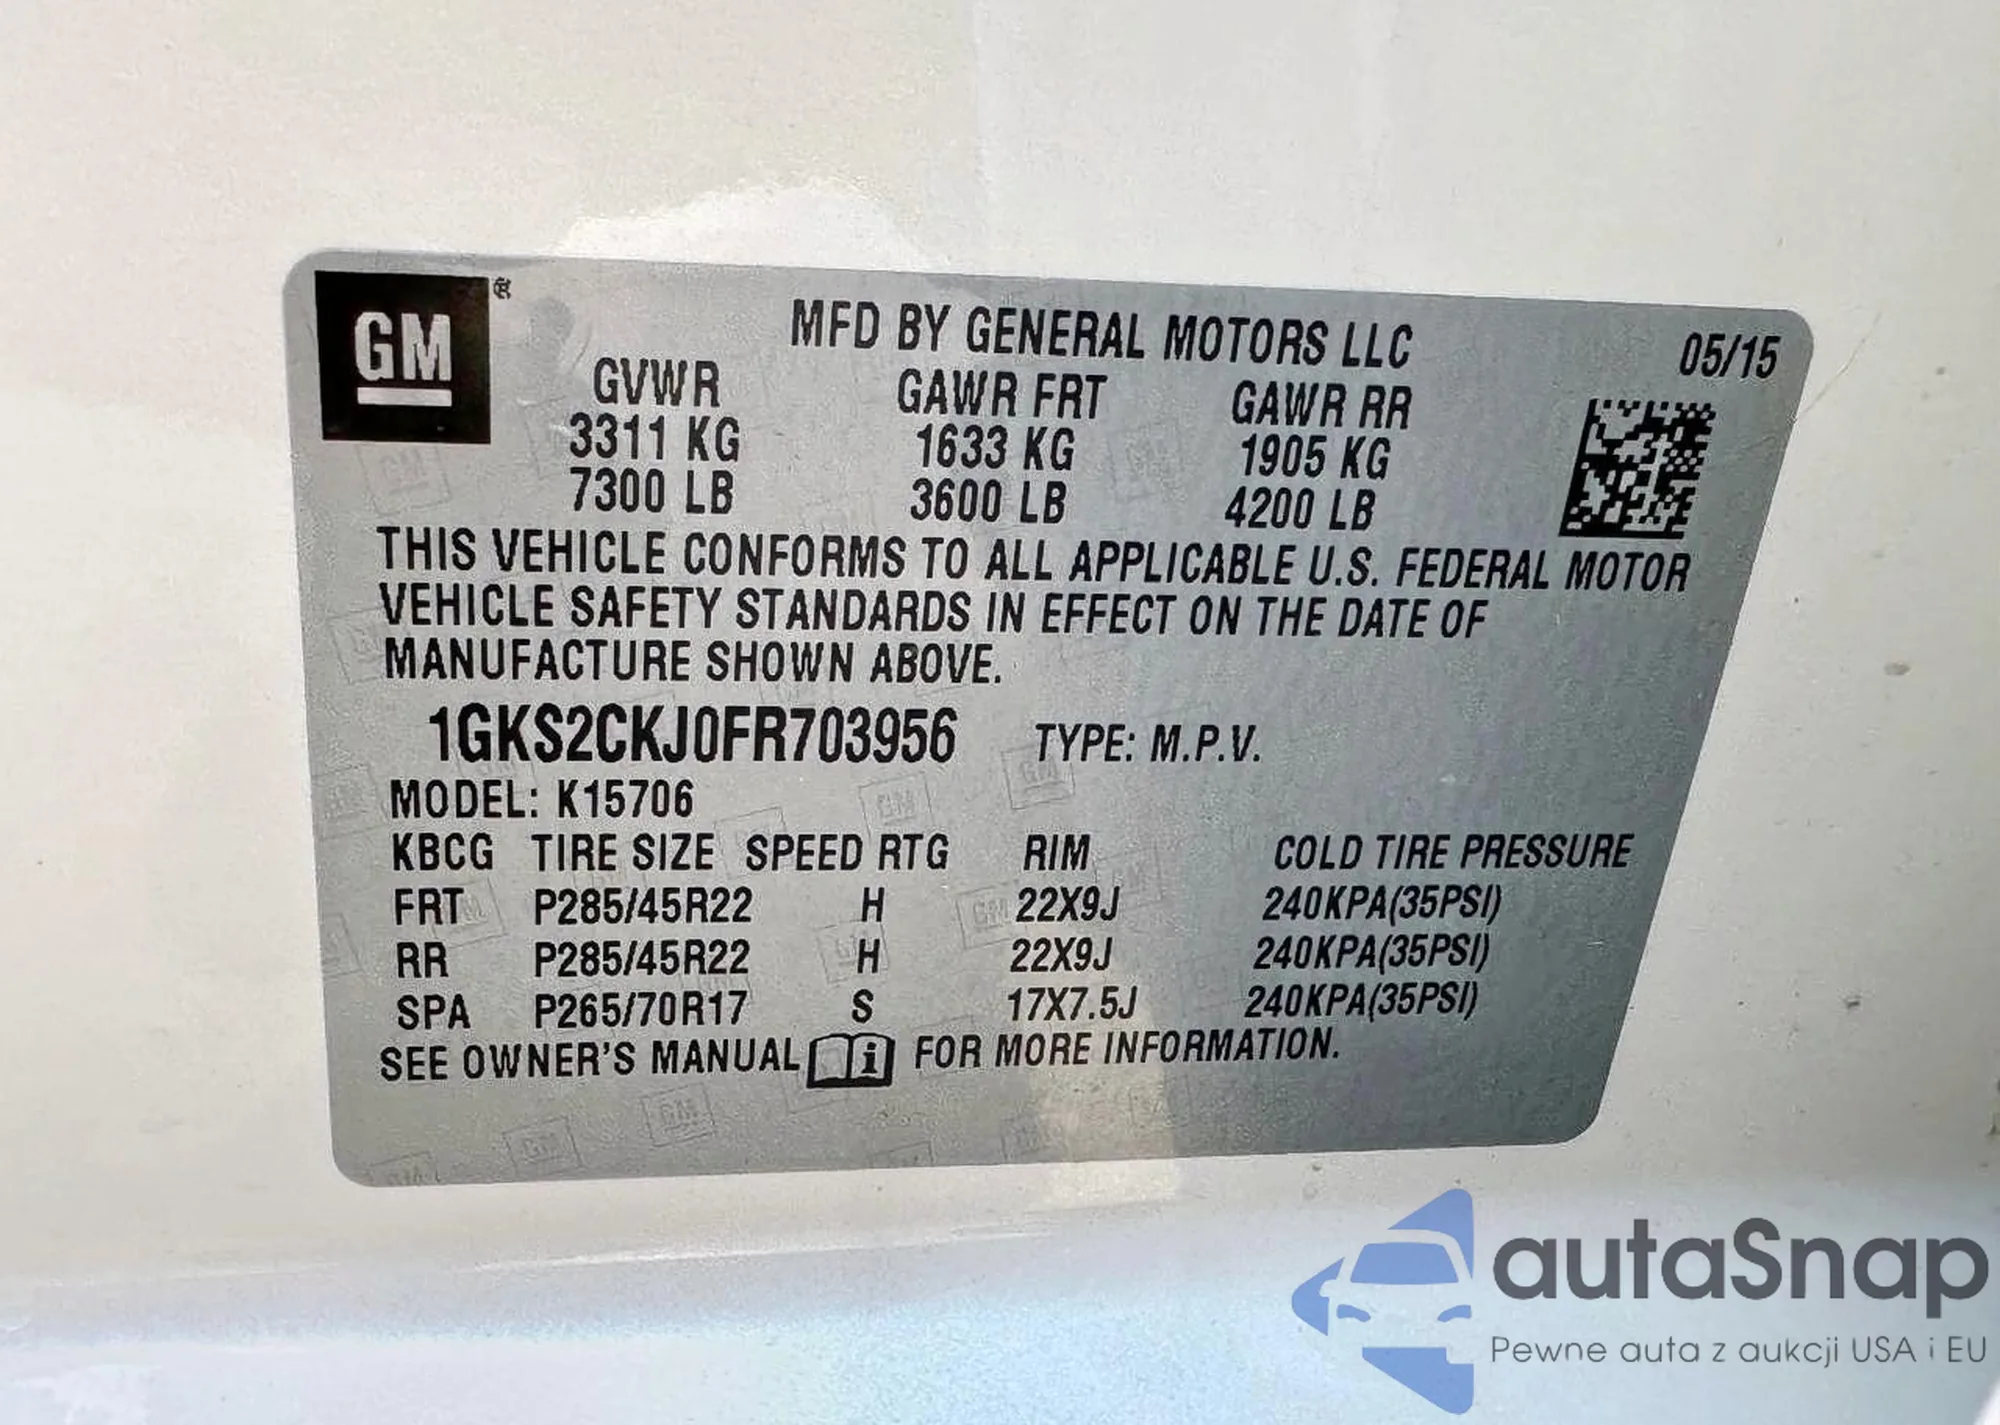 GM®
MFD BY GENERAL MOTORS LLC 05/15
GVWR GAWR FRT GAWR RR
3311 KG 1633 KG 1905 KG
7300 LB 3600 LB 4200 LB
THIS VEHICLE CONFORMS TO ALL APPLICABLE U.S. FEDERAL MOTOR
VEHICLE SAFETY STANDARDS IN EFFECT ON THE DATE OF
MANUFACTURE SHOWN ABOVE.
1GKS2CKJ0FR703956 TYPE: M.P.V.
MODEL: K15706
KBCG TIRE SIZE SPEED RTG RIM COLD TIRE PRESSURE
FRT P285/45R22 H 22X9J 240KPA(35PSI)
RR P285/45R22 H 22X9J 240KPA(35PSI)
SPA P265/70R17 S 17X7.5J 240KPA(35PSI)
SEE OWNER'S MANUAL i FOR MORE INFORMATION.
autaSnap
Pewne auta z aukcji USA i EU